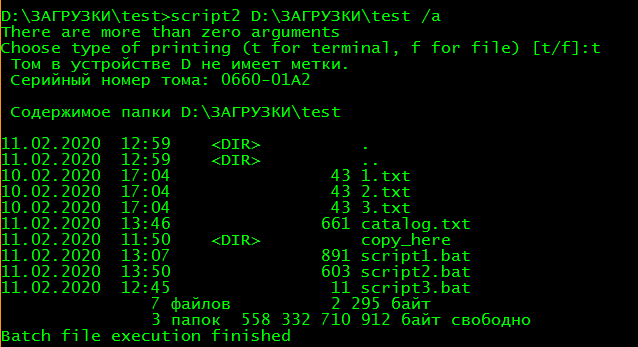 D:\ЗАГРУЗКИ\test>script2 D:\ЗАГРУЗКИ\test /a
There are more than zero arguments
Choose type of printing (t for terminal, f for file) [t/f]:t
 Том в устройстве D не имеет метки.
 Серийный номер тома: 0660-01A2

 Содержимое папки D:\ЗАГРУЗКИ\test

11.02.2020  12:59    <DIR>          .
11.02.2020  12:59    <DIR>          ..
10.02.2020  17:04                43 1.txt
10.02.2020  17:04                43 2.txt
10.02.2020  17:04                43 3.txt
11.02.2020  13:46               661 catalog.txt
11.02.2020  11:50    <DIR>          copy_here
11.02.2020  13:07               891 script1.bat
11.02.2020  13:50               603 script2.bat
11.02.2020  12:45                11 script3.bat
               7 файлов          2 295 байт
               3 папок  558 332 710 912 байт свободно
Batch file execution finished